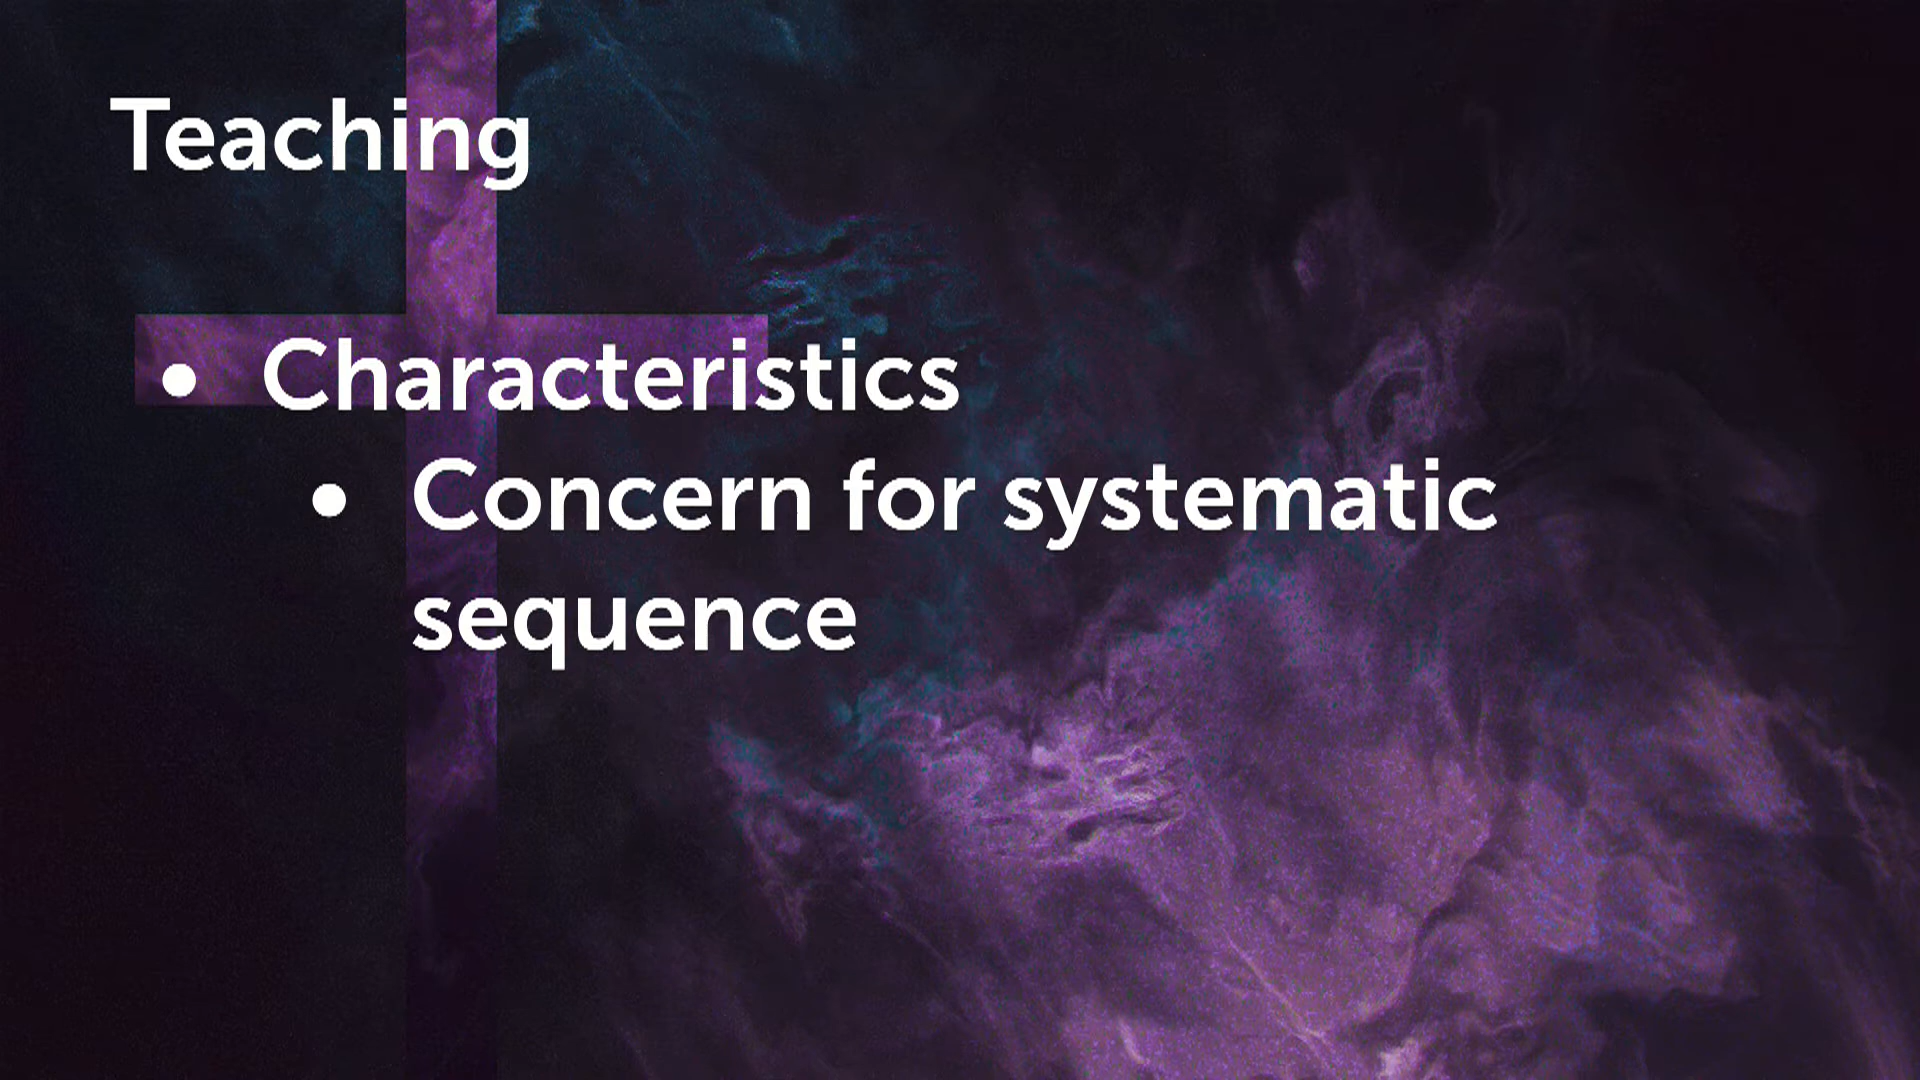 Teaching
• Characteristics
• Concern for systematic
sequence